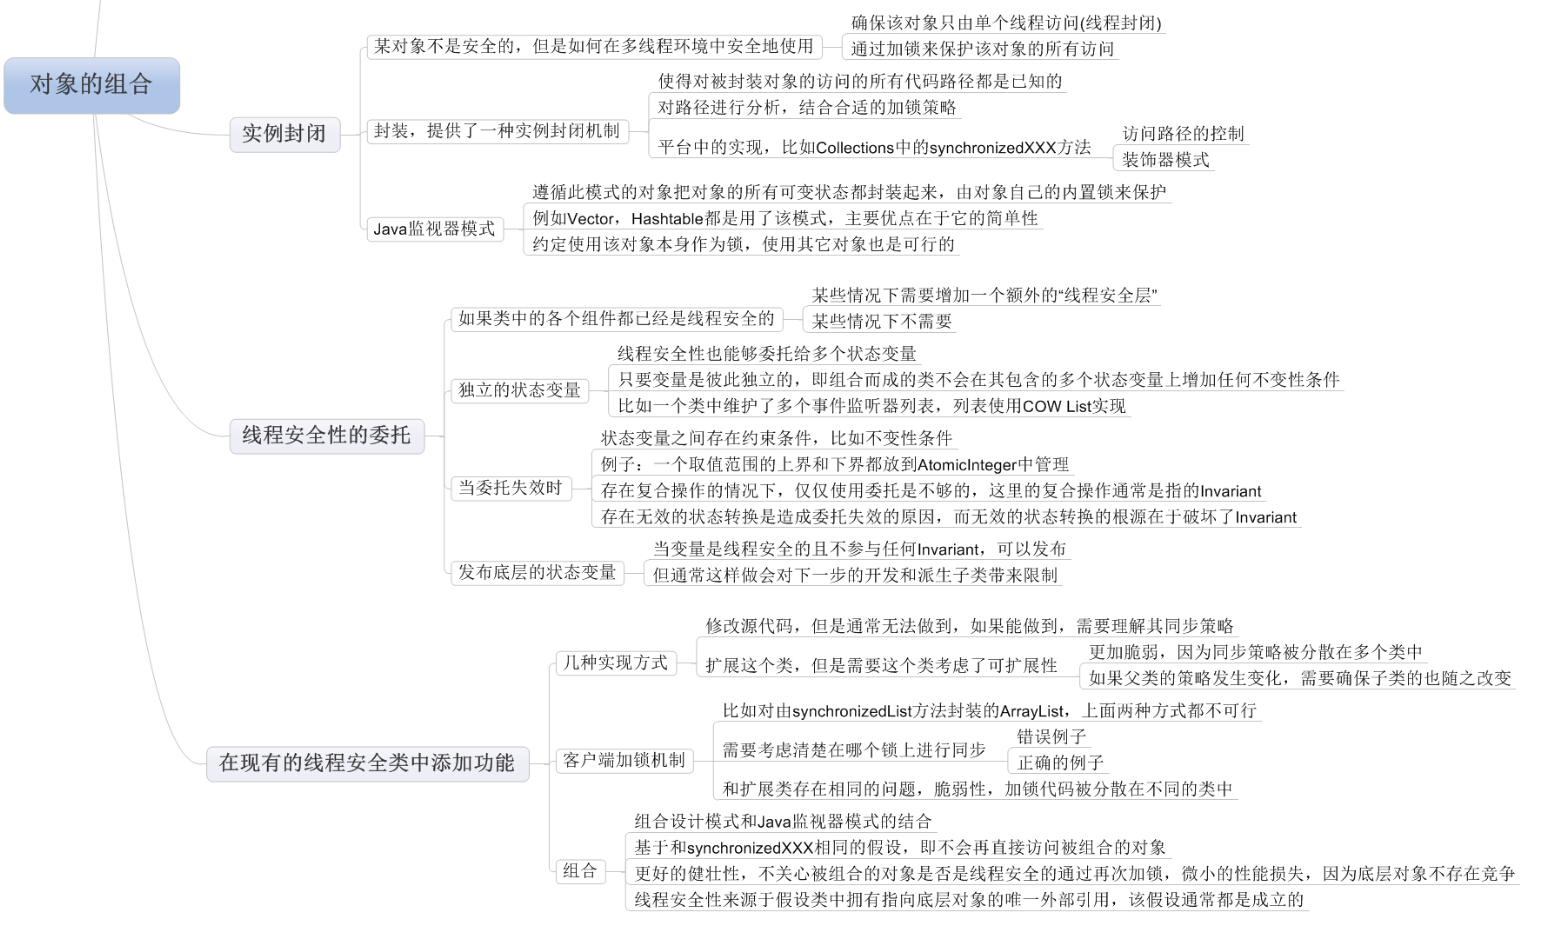 对象的组合
实例封闭
某对象不是安全的，但是如何在多线程环境中安全地使用
确保该对象只由单个线程访问(线程封闭)
通过加锁来保护该对象的所有访问
封装，提供了一种实例封闭机制
使得对被封装对象的访问的所有代码路径都是已知的
对路径进行分析，结合合适的加锁策略
平台中的实现，比如Collections中的synchronizedXXX方法
访问路径的控制
装饰器模式
Java监视器模式
遵循此模式的对象把对象的所有可变状态都封装起来，由对象自己的内置锁来保护
例如Vector，Hashtable都是用了该模式，主要优点在于它的简单性
约定使用该对象本身作为锁，使用其它对象也是可行的
线程安全性的委托
如果类中的各个组件都已经是线程安全的
某些情况下需要增加一个额外的“线程安全层”
某些情况下不需要
独立的状态变量
线程安全性也能够委托给多个状态变量
只要变量是彼此独立的，即组合而成的类不会在其包含的多个状态变量上增加任何不变性条件
比如一个类中维护了多个事件监听器列表，列表使用COW List实现
当委托失效时
状态变量之间存在约束条件，比如不变性条件
例子：一个取值范围的上界和下界都放到AtomicInteger中管理
存在复合操作的情况下，仅仅使用委托是不够的，这里的复合操作通常是指的Invariant
存在无效的状态转换是造成委托失效的原因，而无效的状态转换的根源在于破坏了Invariant
发布底层的状态变量
当变量是线程安全的且不参与任何Invariant，可以发布
但通常这样做会对下一步的开发和派生子类带来限制
在现有的线程安全类中添加功能
几种实现方式
修改源代码，但是通常无法做到，如果能做到，需要理解其同步策略
扩展这个类，但是需要这个类考虑了可扩展性
更加脆弱，因为同步策略被分散在多个类中
如果父类的策略发生变化，需要确保子类的也随之改变
客户端加锁机制
比如对由synchronizedList方法封装的ArrayList，上面两种方式都不可行
需要考虑清楚在哪个锁上进行同步
错误例子
正确的例子
和扩展类存在相同的问题，脆弱性，加锁代码被分散在不同的类中
组合
组合设计模式和Java监视器模式的结合
基于和synchronizedXXX相同的假设，即不会再直接访问被组合的对象
更好的健壮性，不关心被组合的对象是否是线程安全的通过再次加锁，微小的性能损失，因为底层对象不存在竞争
线程安全性来源于假设类中拥有指向底层对象的唯一外部引用，该假设通常都是成立的